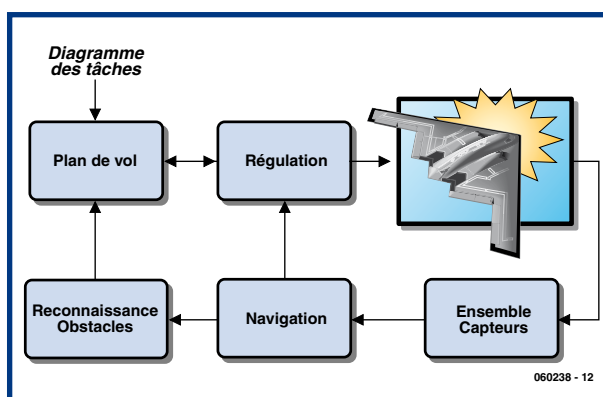 Diagramme
des tâches
Plan de vol
Régulation
Reconnaissance
Obstacles
Navigation
Ensemble
Capteurs
060238 - 12